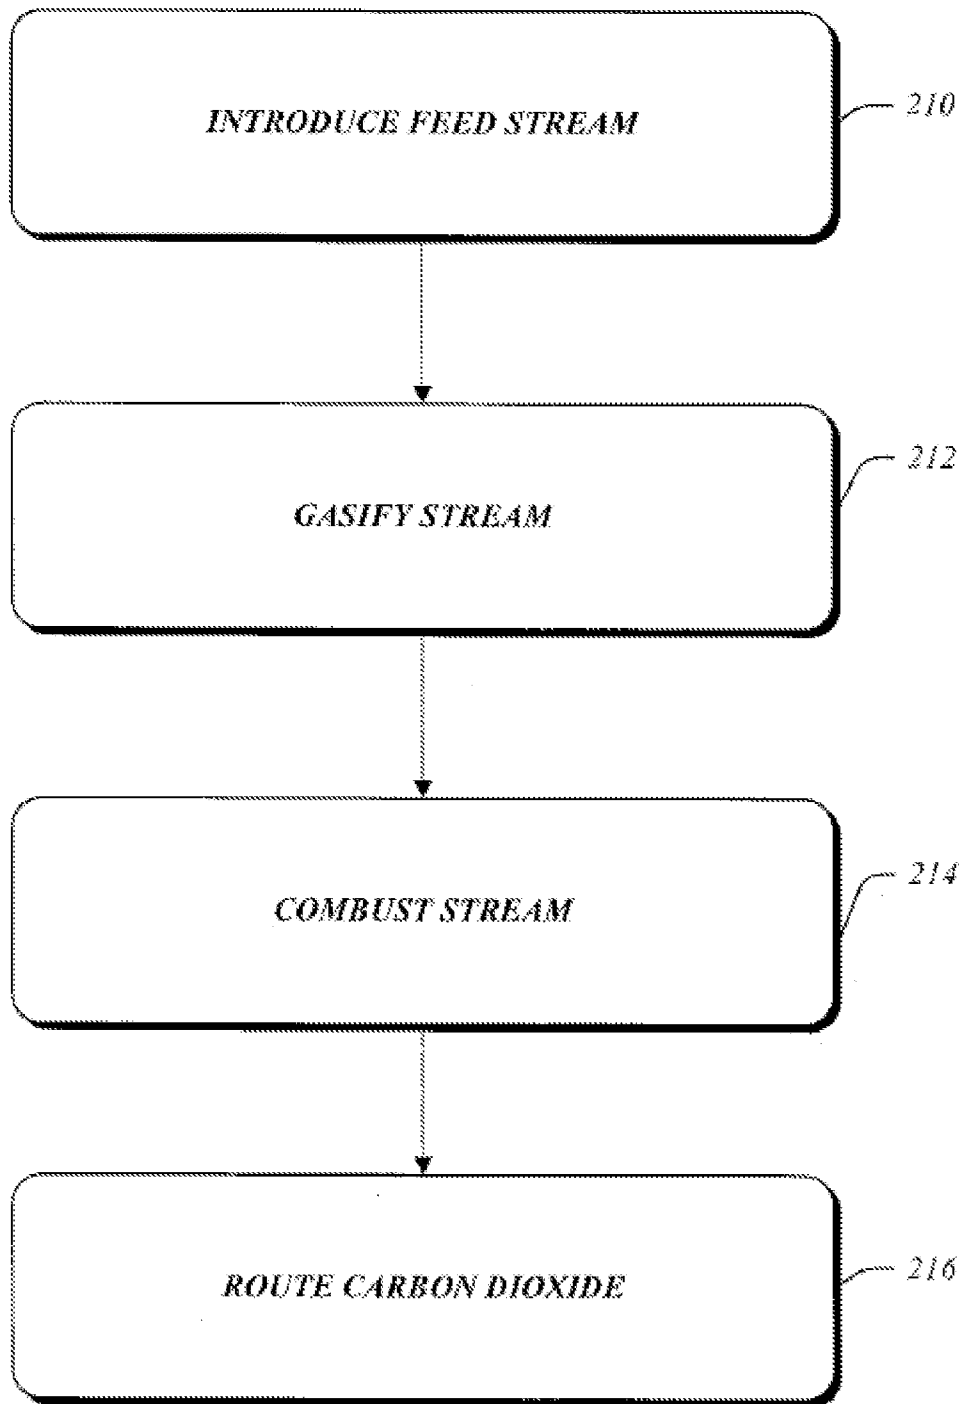 INTRODUCE FEED STREAM
210
GASIFY STREAM
212
COMBUST STREAM
214
ROUTE CARBON DIOXIDE
216